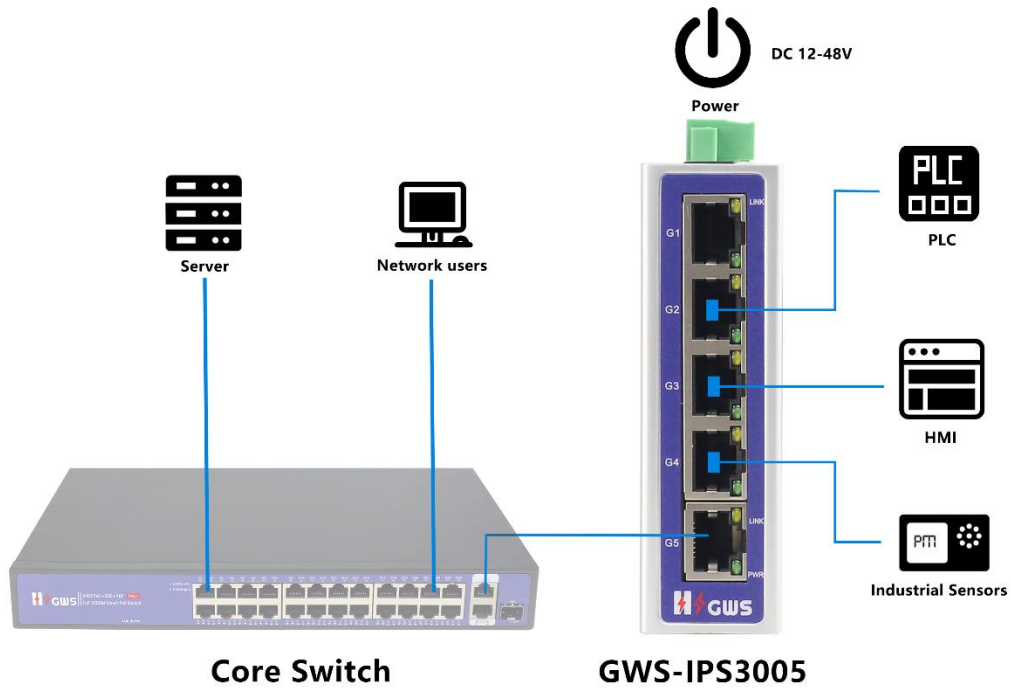 DC 12-48V
Power
PLC
PLC
LINK
G1
Server
Network users
G2
G3
HMI
G4
LINK
G5
PM
PWR
Industrial Sensors
GWS
GWS
Core Switch
GWS-IPS3005